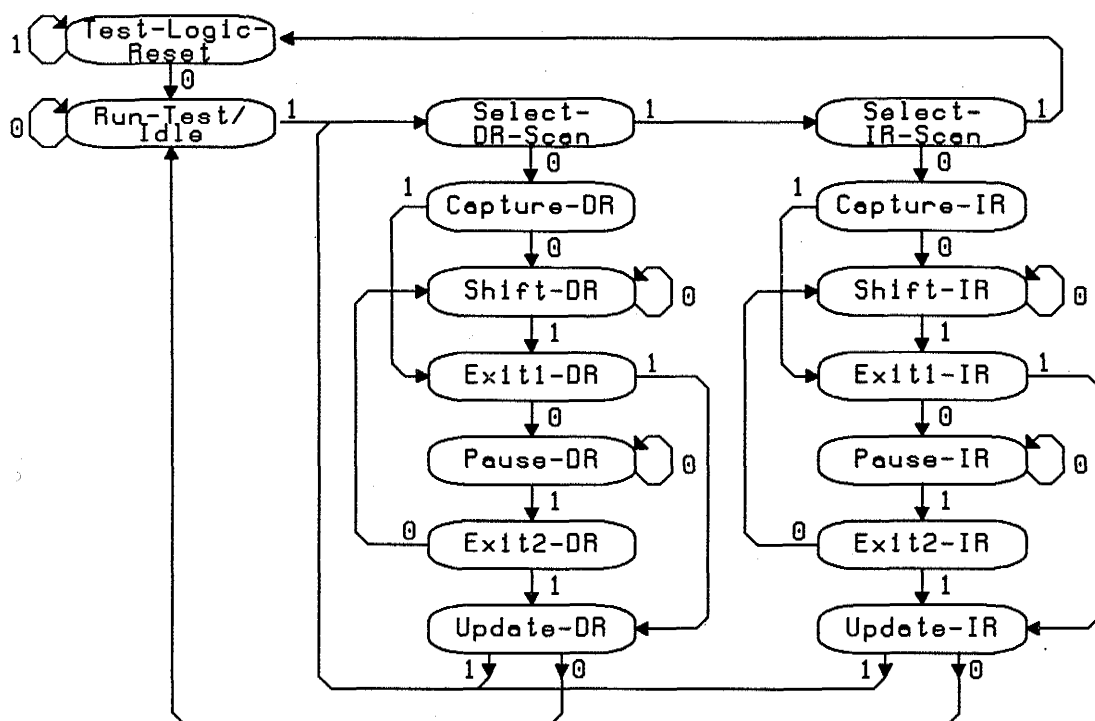 Test-Logic-
Reset
1
0
Run-Test/
Idle
0
1
Select-
DR-Scan
1
Select-
IR-Scan
1
0
0
1
Capture-DR
1
Capture-IR
0
0
Shift-DR
0
Shift-IR
0
1
1
Exit1-DR
1
Exit1-IR
1
0
0
Pause-DR
0
Pause-IR
0
1
1
0
Exit2-DR
0
Exit2-IR
1
1
Update-DR
Update-IR
1
0
1
0